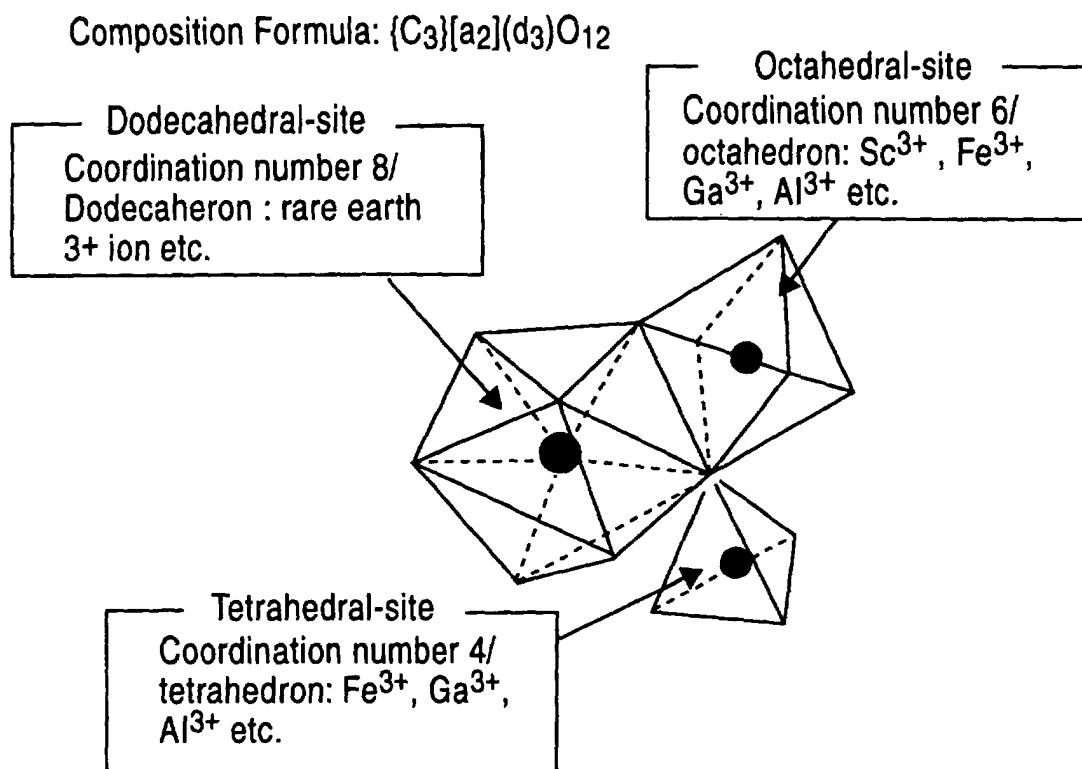 Composition Formula: {C₃}[a₂](d₃)O₁₂
Octahedral-site
Coordination number 6/
octahedron: Sc³⁺ , Fe³⁺,
Ga³⁺, Al³⁺ etc.
Dodecahedral-site
Coordination number 8/
Dodecaheron : rare earth
3+ ion etc.
Tetrahedral-site
Coordination number 4/
tetrahedron: Fe³⁺, Ga³⁺,
Al³⁺ etc.